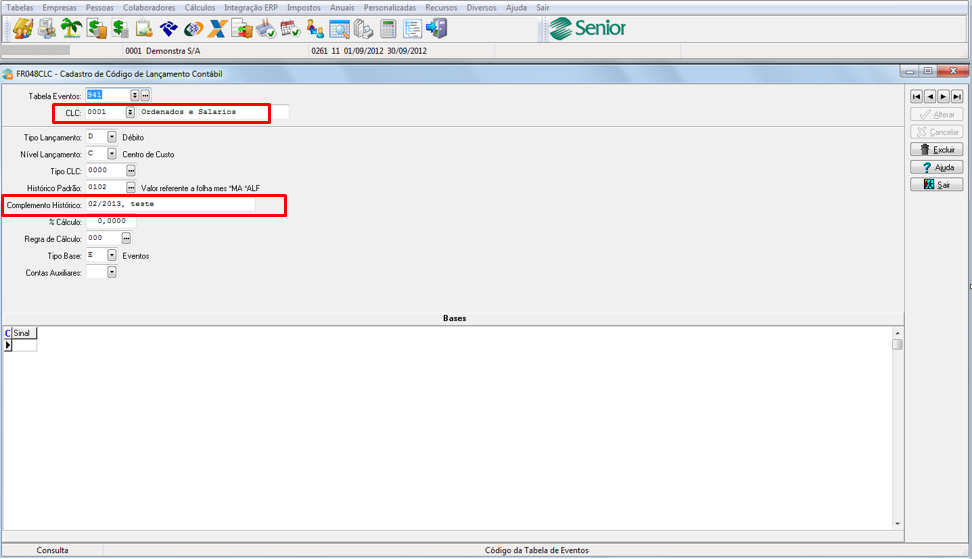 Tabelas Empresas Pessoas Colaboradores Cálculos Integração ERP Impostos Anuais Personalizadas Recursos Diversos Ajuda Sair
Senior
0001 Demonstra S/A 0261 11 01/09/2012 30/09/2012
FR048CLC - Cadastro de Código de Lançamento Contábil
Tabela Eventos: 941
CLC: 0001 Ordenados e Salarios
Alterar
Cancelar
Tipo Lançamento: D Débito
Nível Lançamento: C Centro de Custo
Excluir
Tipo CLC: 0000
Ajuda
Histórico Padrão: 0102 Valor referente a folha mes *MA *ALF
Sair
Complemento Histórico: 02/2013, teste
% Cálculo: 0,0000
Regra de Cálculo: 000
Tipo Base: E Eventos
Contas Auxiliares:
Bases
C Sinal
Consulta Código da Tabela de Eventos